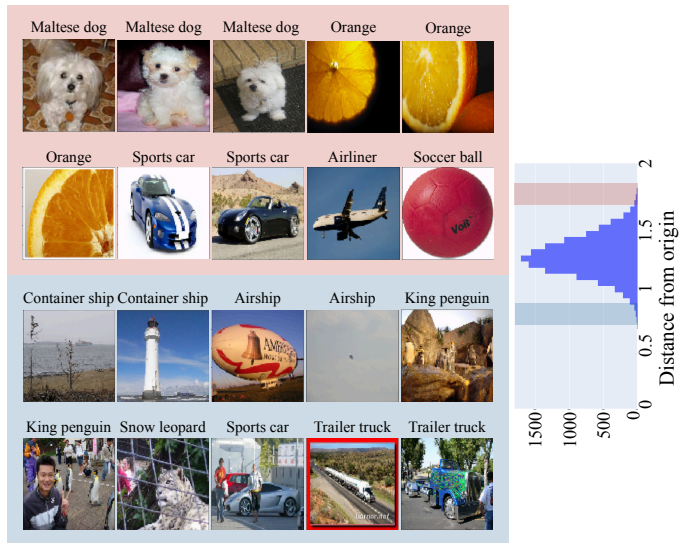 Maltese dog Maltese dog Maltese dog Orange Orange
Orange Sports car Sports car Airliner Soccer ball
Voit
Container ship Container ship Airship Airship King penguin
King penguin Snow leopard Sports car Trailer truck Trailer truck
2
1.5
1
0.5
0
Distance from origin
1500 1000 500 0